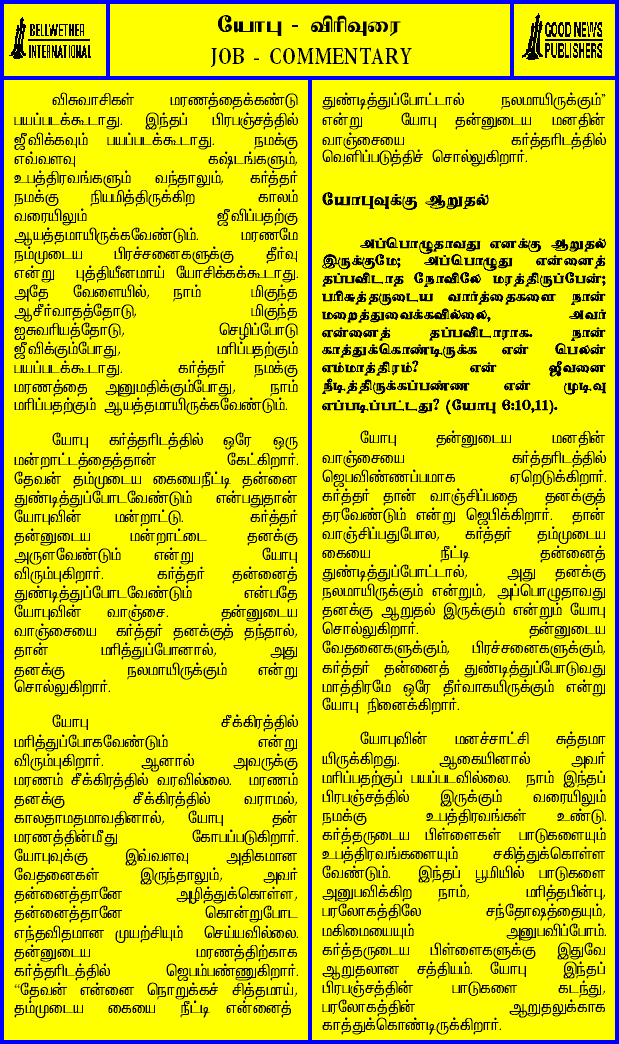 BELLWETHER
INTERNATIONAL
யோபு - விரிவுரை
JOB - COMMENTARY
GOOD NEWS
PUBLISHERS
விசுவாசிகள் மரணத்தைக்கண்டு
பயப்படக்கூடாது. இந்தப் பிரபஞ்சத்தில்
ஜீவிக்கவும் பயப்படக்கூடாது. நமக்கு
எவ்வளவு கஷ்டங்களும்,
உபத்திரவங்களும் வந்தாலும், கர்த்தர்
நமக்கு நியமித்திருக்கிற காலம்
வரையிலும் ஜீவிப்பதற்கு
ஆயத்தமாயிருக்கவேண்டும். மரணமே
நம்முடைய பிரச்சனைகளுக்கு தீர்வு
என்று புத்தியீனமாய் யோசிக்கக்கூடாது.
அதே வேளையில், நாம் மிகுந்த
ஆசீர்வாதத்தோடு, மிகுந்த
ஐசுவரியத்தோடு, செழிப்போடு
ஜீவிக்கும்போது, மரிப்பதற்கும்
பயப்படக்கூடாது. கர்த்தர் நமக்கு
மரணத்தை அனுமதிக்கும்போது, நாம்
மரிப்பதற்கும் ஆயத்தமாயிருக்கவேண்டும்.
யோபு கர்த்தரிடத்தில் ஒரே ஒரு
மன்றாட்டத்தைத்தான் கேட்கிறார்.
தேவன் தம்முடைய கையைநீட்டி தன்னை
துண்டித்துப்போடவேண்டும் என்பதுதான்
யோபுவின் மன்றாட்டு. கர்த்தர்
தன்னுடைய மன்றாட்டை தனக்கு
அருளவேண்டும் என்று யோபு
விரும்புகிறார். கர்த்தர் தன்னைத்
துண்டித்துப்போடவேண்டும் என்பதே
யோபுவின் வாஞ்சை. தன்னுடைய
வாஞ்சையை கர்த்தர் தனக்குத் தந்தால்,
தான் மரித்துப்போனால், அது
தனக்கு நலமாயிருக்கும் என்று
சொல்லுகிறார்.
யோபு சீக்கிரத்தில்
மரித்துப்போகவேண்டும் என்று
விரும்புகிறார். ஆனால் அவருக்கு
மரணம் சீக்கிரத்தில் வரவில்லை. மரணம்
தனக்கு சீக்கிரத்தில் வராமல்,
காலதாமதமாவதினால், யோபு தன்
மரணத்தின்மீது கோபப்படுகிறார்.
யோபுவுக்கு இவ்வளவு அதிகமான
வேதனைகள் இருந்தாலும், அவர்
தன்னைத்தானே அழித்துக்கொள்ள,
தன்னைத்தானே கொன்றுபோட
எந்தவிதமான முயற்சியும் செய்யவில்லை.
தன்னுடைய மரணத்திற்காக
கர்த்தரிடத்தில் ஜெபம்பண்ணுகிறார்.
“தேவன் என்னை நொறுக்கச் சித்தமாய்,
தம்முடைய கையை நீட்டி என்னைத்
துண்டித்துப்போட்டால் நலமாயிருக்கும்”
என்று யோபு தன்னுடைய மனதின்
வாஞ்சையை கர்த்தரிடத்தில்
வெளிப்படுத்திச் சொல்லுகிறார்.
யோபுவுக்கு ஆறுதல்
அப்பொழுதாவது எனக்கு ஆறுதல்
இருக்குமே; அப்பொழுது என்னைத்
தப்பவிடாத நோவிலே மரத்திருப்பேன்;
பரிசுத்தருடைய வார்த்தைகளை நான்
மறைத்துவைக்கவில்லை, அவர்
என்னைத் தப்பவிடாராக. நான்
காத்துக்கொண்டிருக்க என் பெலன்
எம்மாத்திரம்? என் ஜீவனை
நீடித்திருக்கப்பண்ண என் முடிவு
எப்படிப்பட்டது? (யோபு 6:10,11).
யோபு தன்னுடைய மனதின்
வாஞ்சையை கர்த்தரிடத்தில்
ஜெபவிண்ணப்பமாக ஏறெடுக்கிறார்.
கர்த்தர் தான் வாஞ்சிப்பதை தனக்குத்
தரவேண்டும் என்று ஜெபிக்கிறார். தான்
வாஞ்சிப்பதுபோல, கர்த்தர் தம்முடைய
கையை நீட்டி தன்னைத்
துண்டித்துப்போட்டால், அது தனக்கு
நலமாயிருக்கும் என்றும், அப்பொழுதாவது
தனக்கு ஆறுதல் இருக்கும் என்றும் யோபு
சொல்லுகிறார். தன்னுடைய
வேதனைகளுக்கும், பிரச்சனைகளுக்கும்,
கர்த்தர் தன்னைத் துண்டித்துப்போடுவது
மாத்திரமே ஒரே தீர்வாகயிருக்கும் என்று
யோபு நினைக்கிறார்.
யோபுவின் மனச்சாட்சி சுத்தமா
யிருக்கிறது. ஆகையினால் அவர்
மரிப்பதற்குப் பயப்படவில்லை. நாம் இந்தப்
பிரபஞ்சத்தில் இருக்கும் வரையிலும்
நமக்கு உபத்திரவங்கள் உண்டு.
கர்த்தருடைய பிள்ளைகள் பாடுகளையும்
உபத்திரவங்களையும் சகித்துக்கொள்ள
வேண்டும். இந்தப் பூமியில் பாடுகளை
அனுபவிக்கிற நாம், மரித்தபின்பு,
பரலோகத்திலே சந்தோஷத்தையும்,
மகிமையையும் அனுபவிப்போம்.
கர்த்தருடைய பிள்ளைகளுக்கு இதுவே
ஆறுதலான சத்தியம். யோபு இந்தப்
பிரபஞ்சத்தின் பாடுகளை கடந்து,
பரலோகத்தின் ஆறுதலுக்காக
காத்துக்கொண்டிருக்கிறார்.